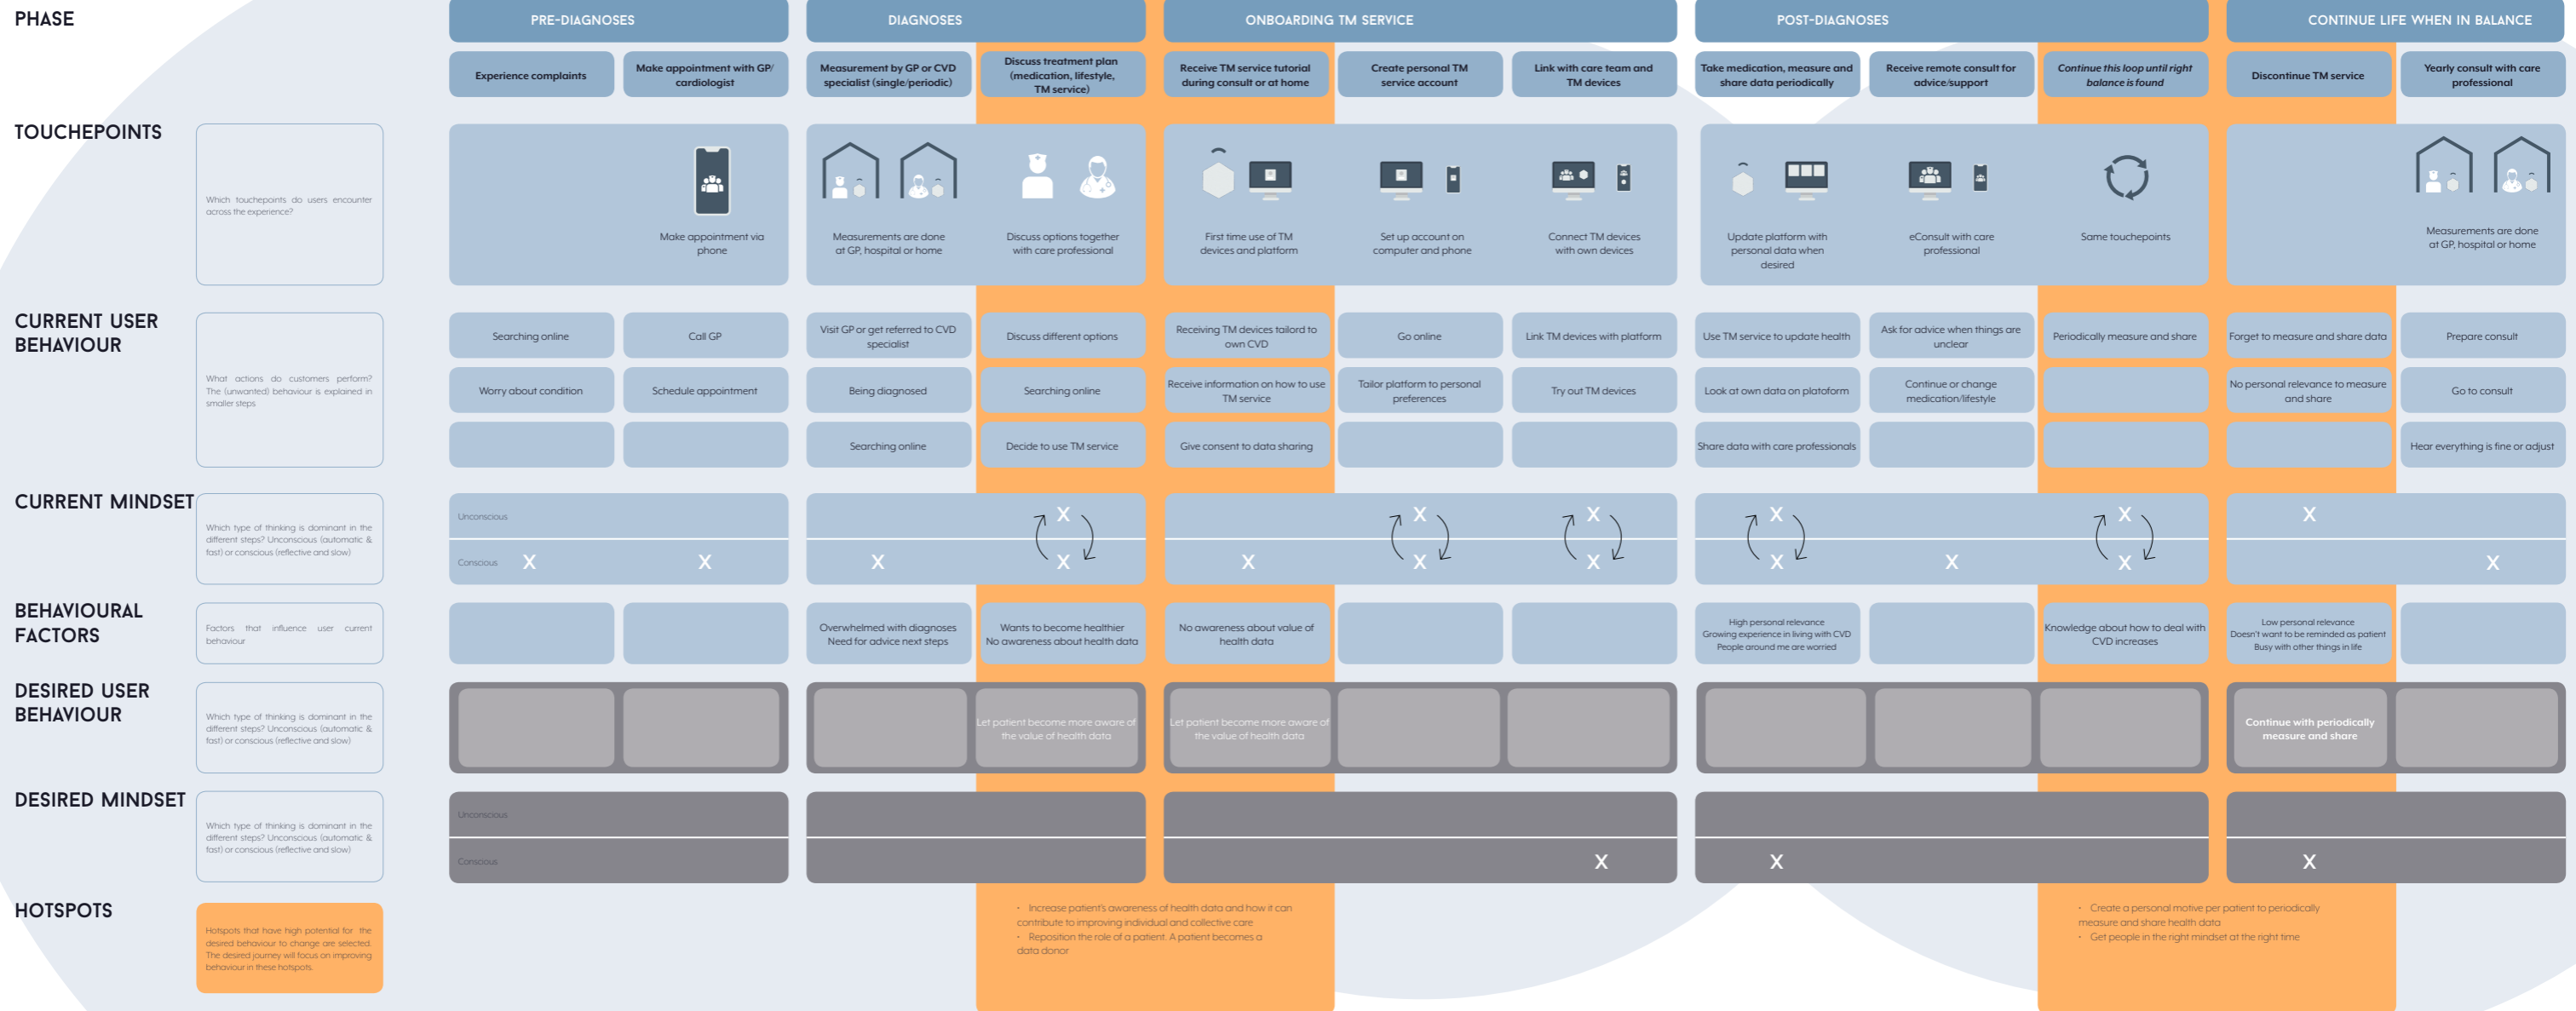 PHASE
PRE-DIAGNOSES
DIAGNOSES
ONBOARDING TM SERVICE
POST-DIAGNOSES
CONTINUE LIFE WHEN IN BALANCE
Experience complaints
Make appointment with GP/
cardiologist
Measurement by GP or CVD
specialist (single/periodic)
Discuss treatment plan
(medication, lifestyle,
TM service)
Receive TM service tutorial
during consult or at home
Create personal TM
service account
Link with care team and
TM devices
Take medication, measure and
share data periodically
Receive remote consult for
advice/support
Continue this loop until right
balance is found
Discontinue TM service
Yearly consult with care
professional
TOUCHEPOINTS
Which touchepoints do users encounter
across the experience?
Make appointment via
phone
Measurements are done
at GP, hospital or home
Discuss options together
with care professional
First time use of TM
devices and platform
Set up account on
computer and phone
Connect TM devices
with own devices
Update platform with
personal data when
desired
eConsult with care
professional
Same touchepoints
Measurements are done
at GP, hospital or home
CURRENT USER
BEHAVIOUR
What actions do customers perform?
The (unwanted) behaviour is explained in
smaller steps
Searching online
Call GP
Visit GP or get referred to CVD
specialist
Discuss different options
Receiving TM devices tailord to
own CVD
Go online
Link TM devices with platform
Use TM service to update health
Ask for advice when things are
unclear
Periodically measure and share
Forget to measure and share data
Prepare consult
Worry about condition
Schedule appointment
Being diagnosed
Searching online
Receive information on how to use
TM service
Tailor platform to personal
preferences
Try out TM devices
Look at own data on platoform
Continue or change
medication/lifestyle
No personal relevance to measure
and share
Go to consult
Searching online
Decide to use TM service
Give consent to data sharing
Share data with care professionals
Hear everything is fine or adjust
CURRENT MINDSET
Which type of thinking is dominant in the
different steps? Unconscious (automatic &
fast) or conscious (reflective and slow)
Unconscious
X X X X X X
Conscious
X X X X X X X X X X X
BEHAVIOURAL
FACTORS
Factors that influence user current
behaviour
Overwhelmed with diagnoses
Need for advice next steps
Wants to become healthier
No awareness about health data
No awareness about value of
health data
High personal relevance
Growing experience in living with CVD
People around me are worried
Knowledge about how to deal with
CVD increases
Low personal relevance
Doesn't want to be reminded as patient
Busy with other things in life
DESIRED USER
BEHAVIOUR
Which type of thinking is dominant in the
different steps? Unconscious (automatic &
fast) or conscious (reflective and slow)
Let patient become more aware of
the value of health data
Let patient become more aware of
the value of health data
Continue with periodically
measure and share
DESIRED MINDSET
Which type of thinking is dominant in the
different steps? Unconscious (automatic &
fast) or conscious (reflective and slow)
Unconscious
Conscious
X X X
HOTSPOTS
Hotspots that have high potential for the
desired behaviour to change are selected.
The desired journey will focus on improving
behaviour in these hotspots.
• Increase patient's awareness of health data and how it can
contribute to improving individual and collective care
• Reposition the role of a patient. A patient becomes a
data donor
• Create a personal motive per patient to periodically
measure and share health data
• Get people in the right mindset at the right time